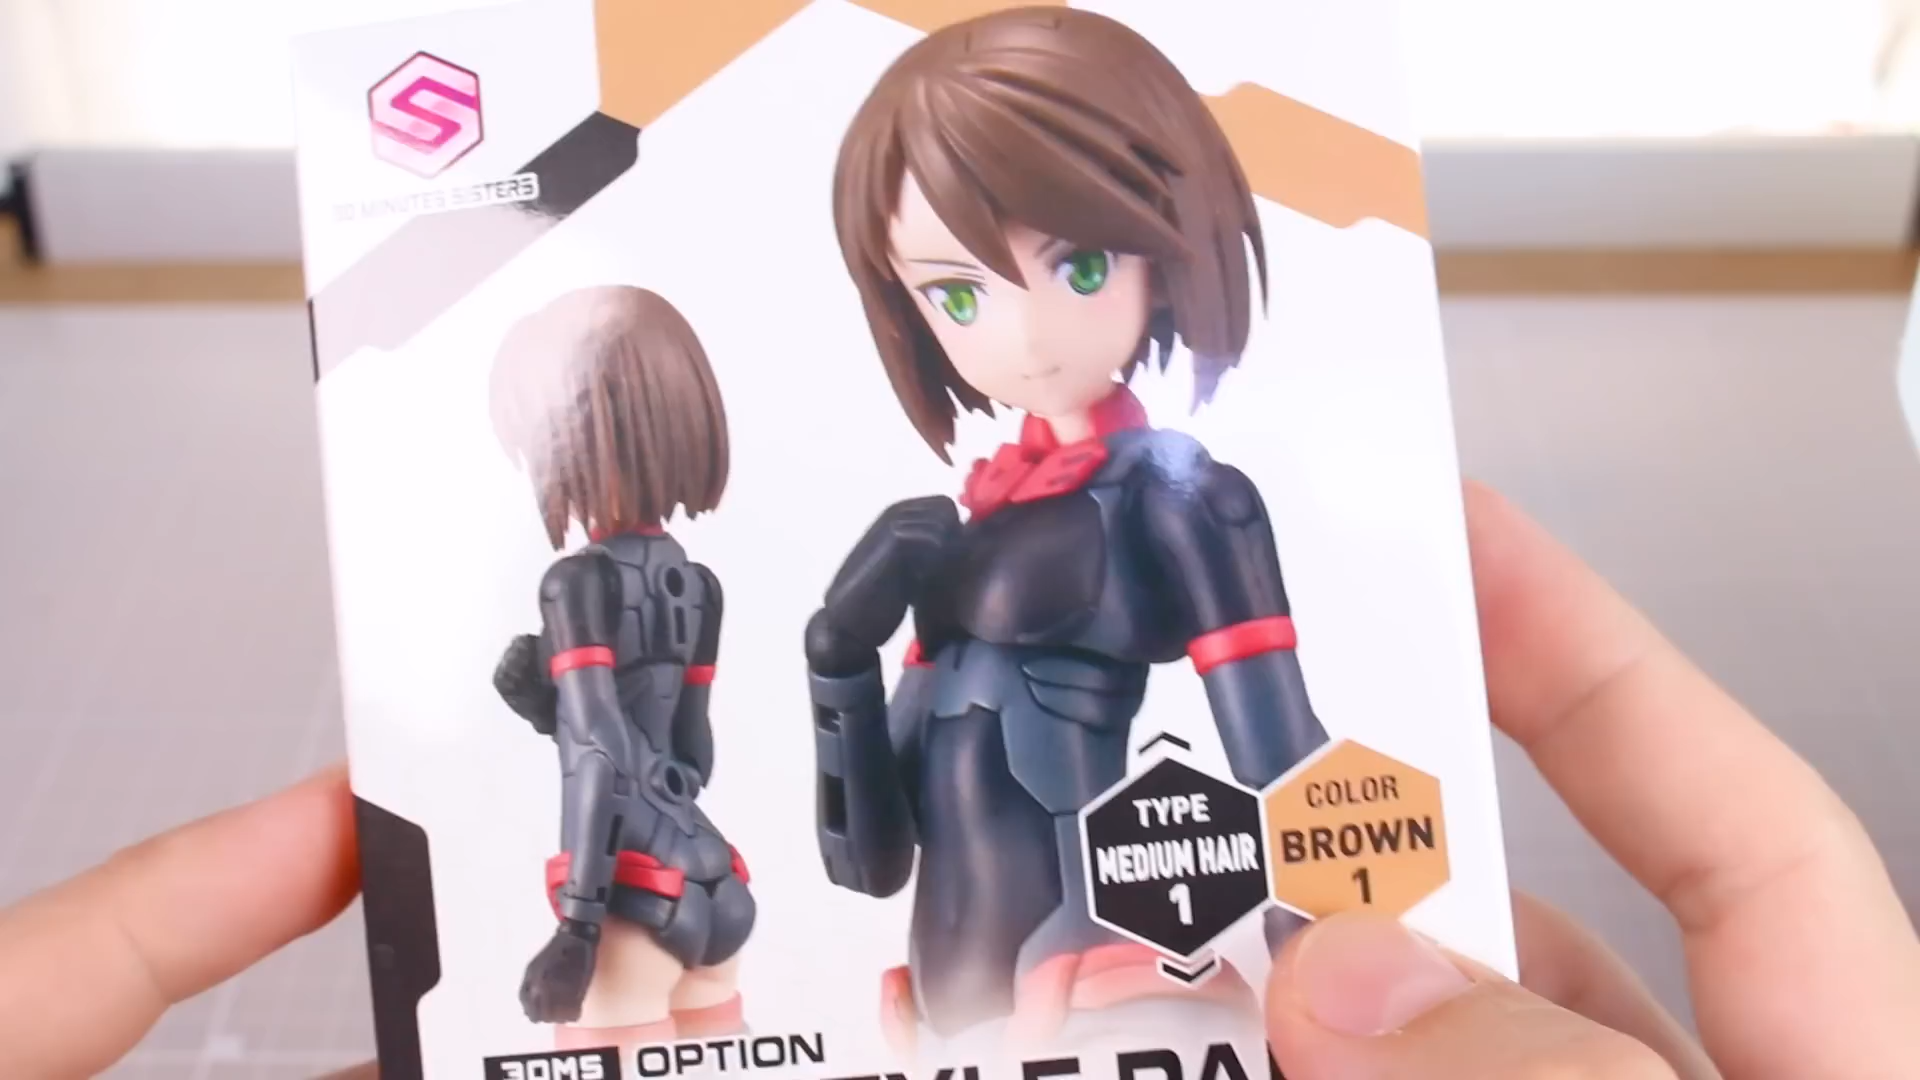 30 MINUTES SISTERS
TYPE
MEDIUM HAIR
1
COLOR
BROWN
1
30MS OPTION